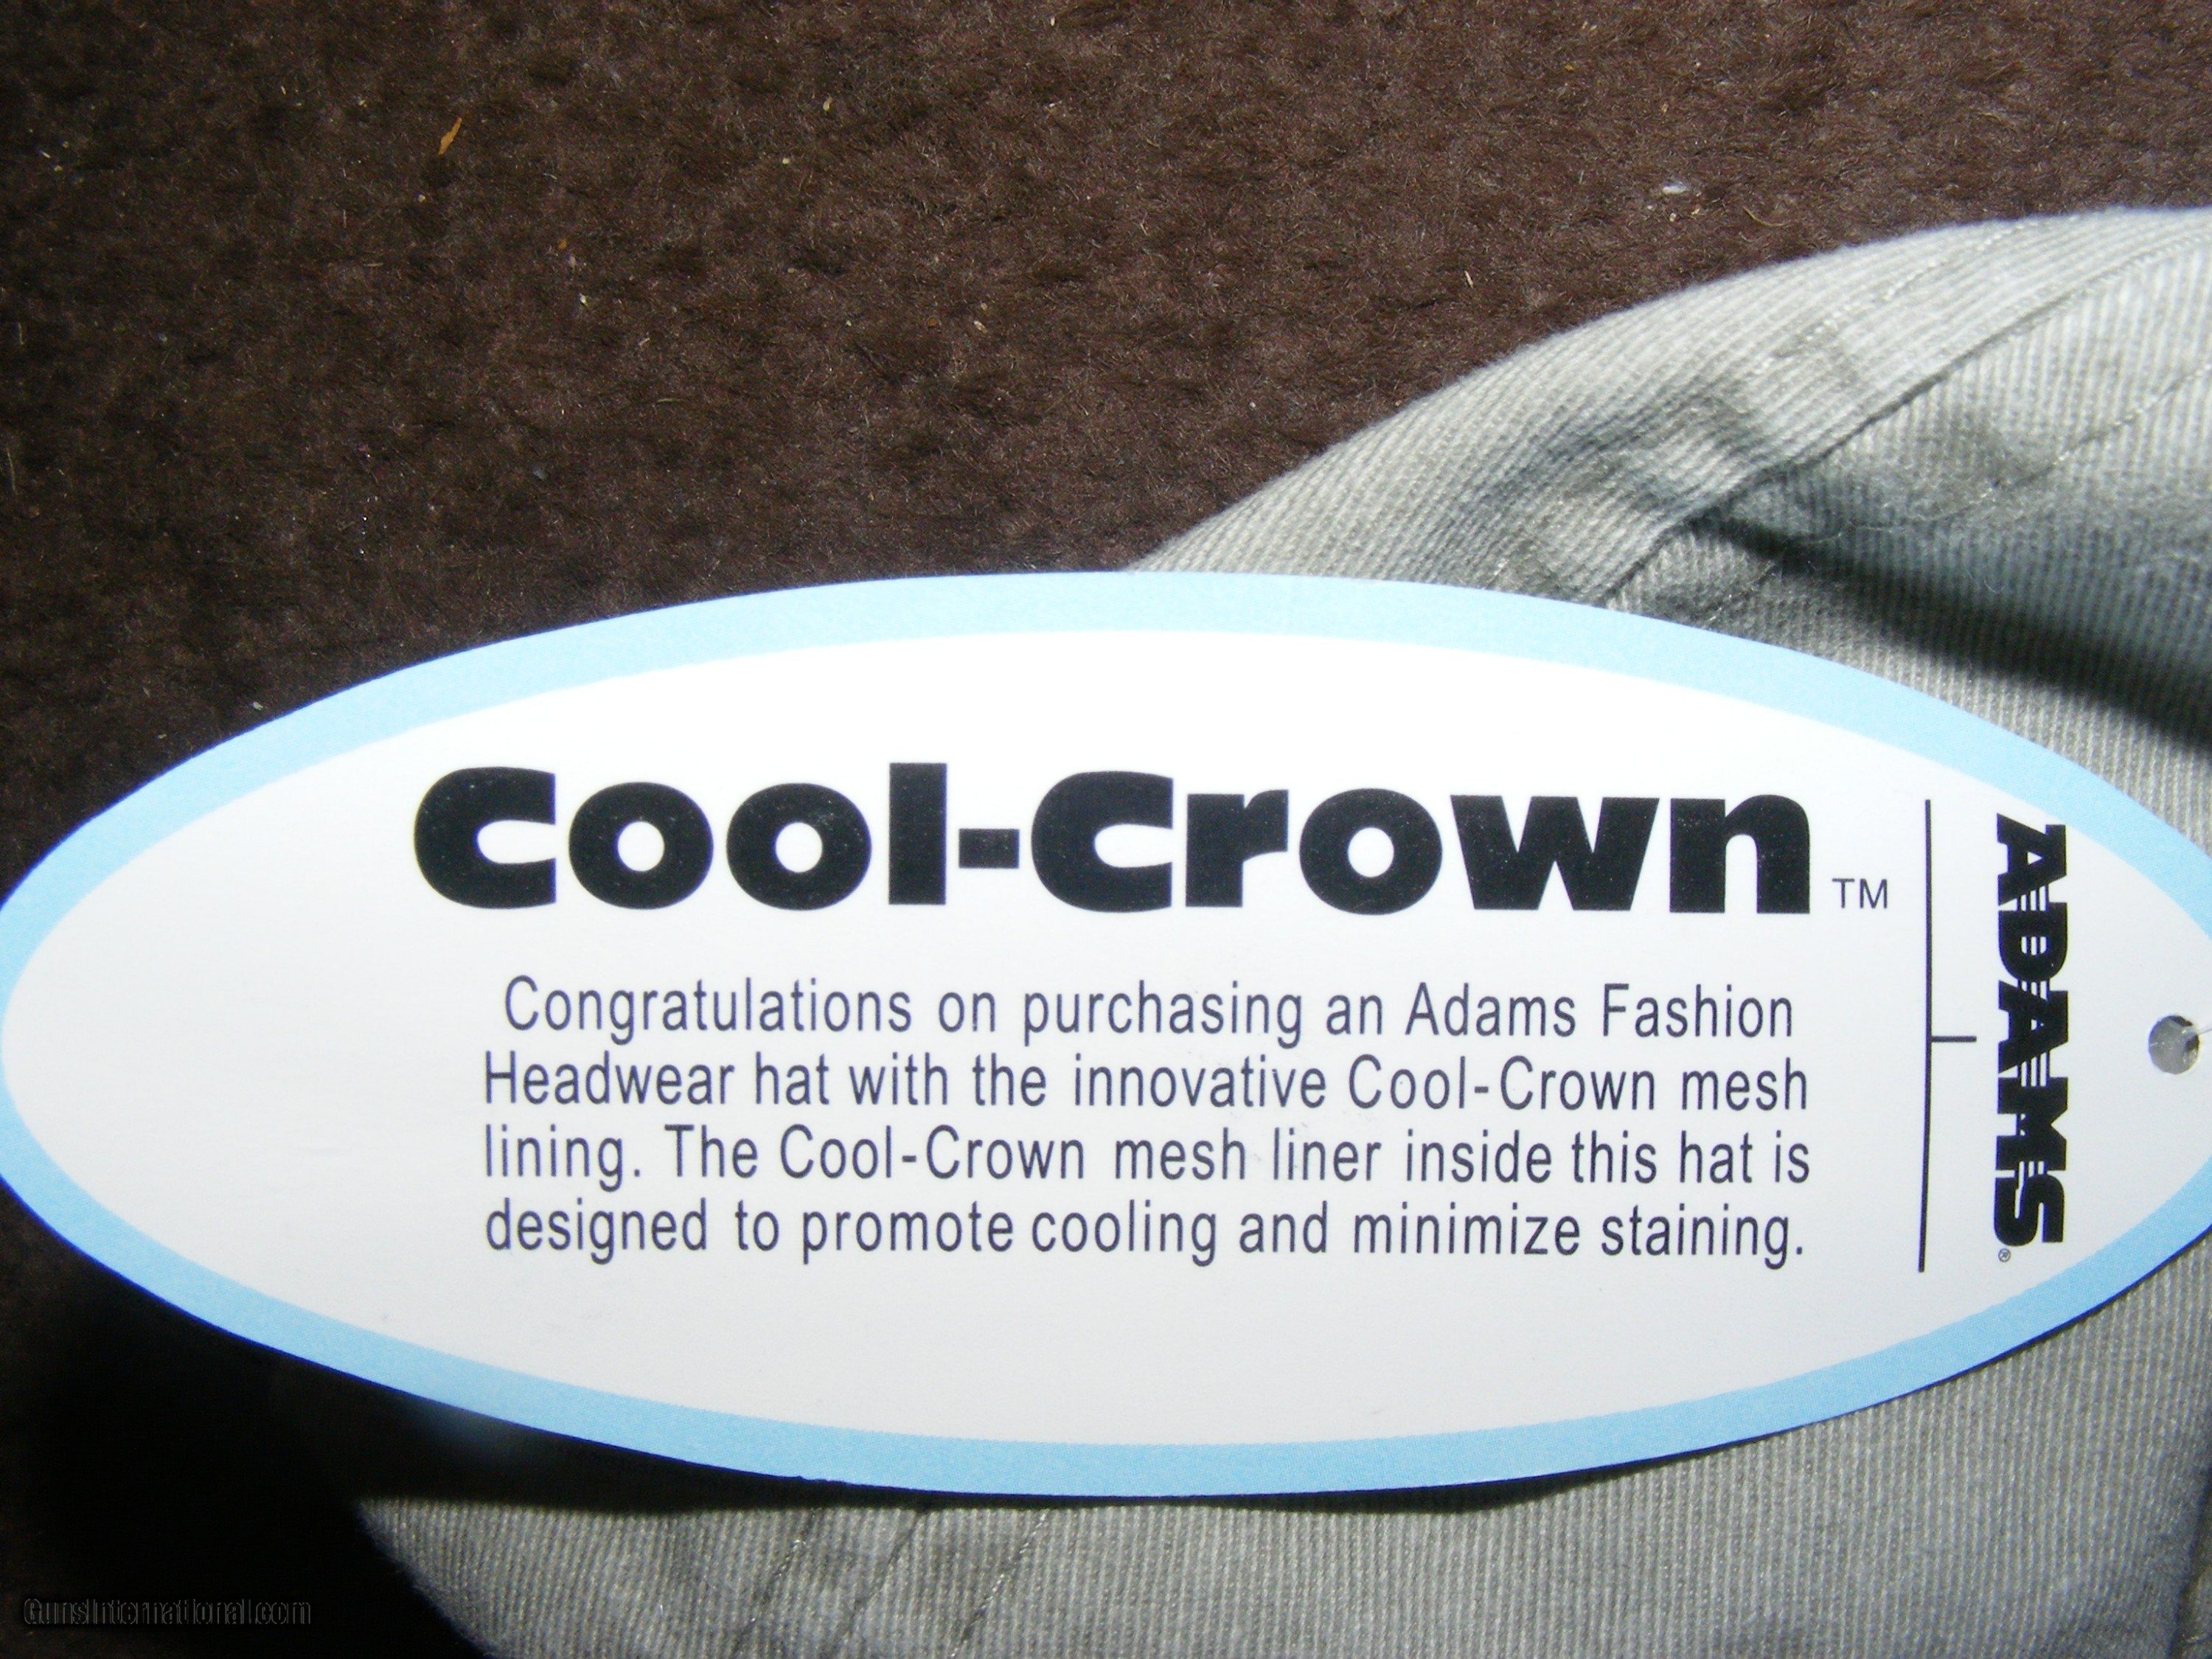 Cool-Crown™
Congratulations on purchasing an Adams Fashion
Headwear hat with the innovative Cool-Crown mesh
lining. The Cool-Crown mesh liner inside this hat is
designed to promote cooling and minimize staining.
ADAMS®
GunsInternational.com